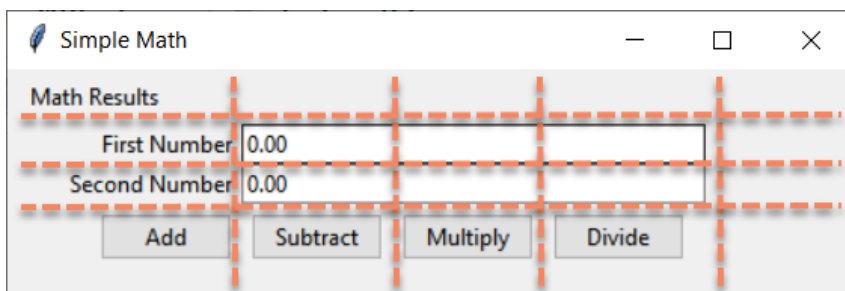 Simple Math
Math Results
First Number 0.00
Second Number 0.00
Add Subtract Multiply Divide